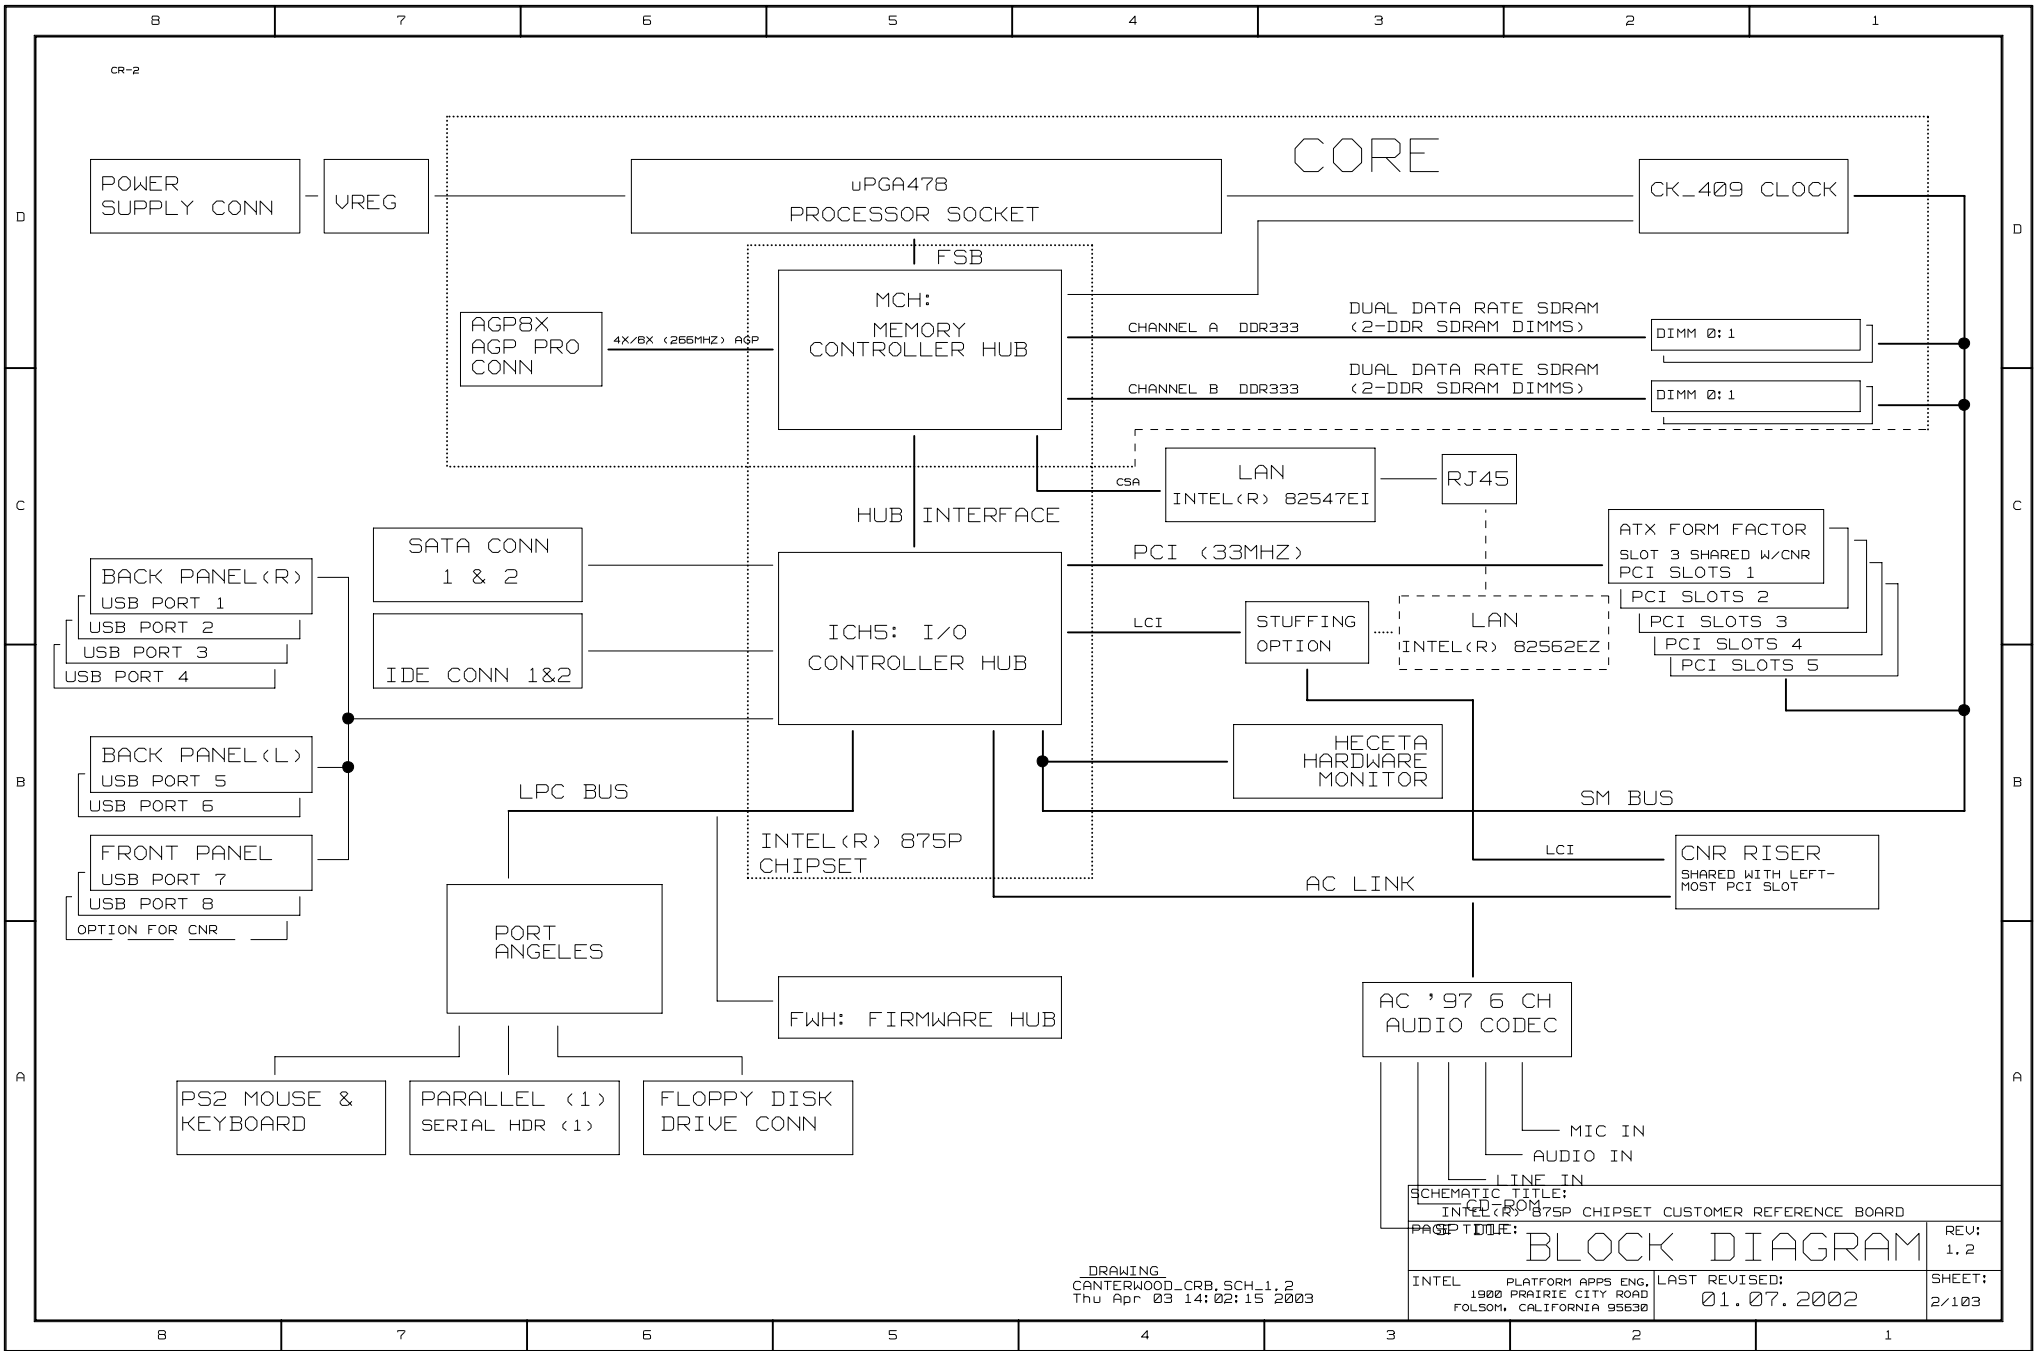 8 7 6 5 4 3 2 1
CR-2
CORE
POWER
SUPPLY CONN
VREG
uPGA478
PROCESSOR SOCKET
CK_409 CLOCK
D
D
FSB
MCH:
MEMORY
CONTROLLER HUB
AGP8X
AGP PRO
CONN
4X/8X (266MHZ) AGP
CHANNEL A DDR333
DUAL DATA RATE SDRAM
(2-DDR SDRAM DIMMS)
DIMM 0:1
CHANNEL B DDR333
DUAL DATA RATE SDRAM
(2-DDR SDRAM DIMMS)
DIMM 0:1
CSA
LAN
INTEL(R) 82547EI
RJ45
C
C
HUB INTERFACE
SATA CONN
1 & 2
PCI (33MHZ)
ATX FORM FACTOR
SLOT 3 SHARED W/CNR
PCI SLOTS 1
PCI SLOTS 2
PCI SLOTS 3
PCI SLOTS 4
PCI SLOTS 5
BACK PANEL(R)
USB PORT 1
USB PORT 2
USB PORT 3
USB PORT 4
IDE CONN 1&2
ICH5: I/O
CONTROLLER HUB
LCI
STUFFING
OPTION
LAN
INTEL(R) 82562EZ
BACK PANEL(L)
USB PORT 5
USB PORT 6
HECETA
HARDWARE
MONITOR
B
B
LPC BUS
SM BUS
INTEL(R) 875P
CHIPSET
FRONT PANEL
USB PORT 7
USB PORT 8
OPTION FOR CNR
LCI
CNR RISER
SHARED WITH LEFT-
MOST PCI SLOT
AC LINK
PORT
ANGELES
FWH: FIRMWARE HUB
AC '97 6 CH
AUDIO CODEC
A
A
PS2 MOUSE &
KEYBOARD
PARALLEL (1)
SERIAL HDR (1)
FLOPPY DISK
DRIVE CONN
MIC IN
AUDIO IN
LINE IN
CD-ROM
SCHEMATIC TITLE:
INTEL(R) 875P CHIPSET CUSTOMER REFERENCE BOARD
PAGE TITLE:
BLOCK DIAGRAM
REV:
1.2
DRAWING
CANTERWOOD_CRB.SCH_1.2
Thu Apr 03 14:02:15 2003
INTEL
PLATFORM APPS ENG.
1900 PRAIRIE CITY ROAD
FOLSOM, CALIFORNIA 95630
LAST REVISED:
01.07.2002
SHEET:
2/103
8 7 6 5 4 3 2 1